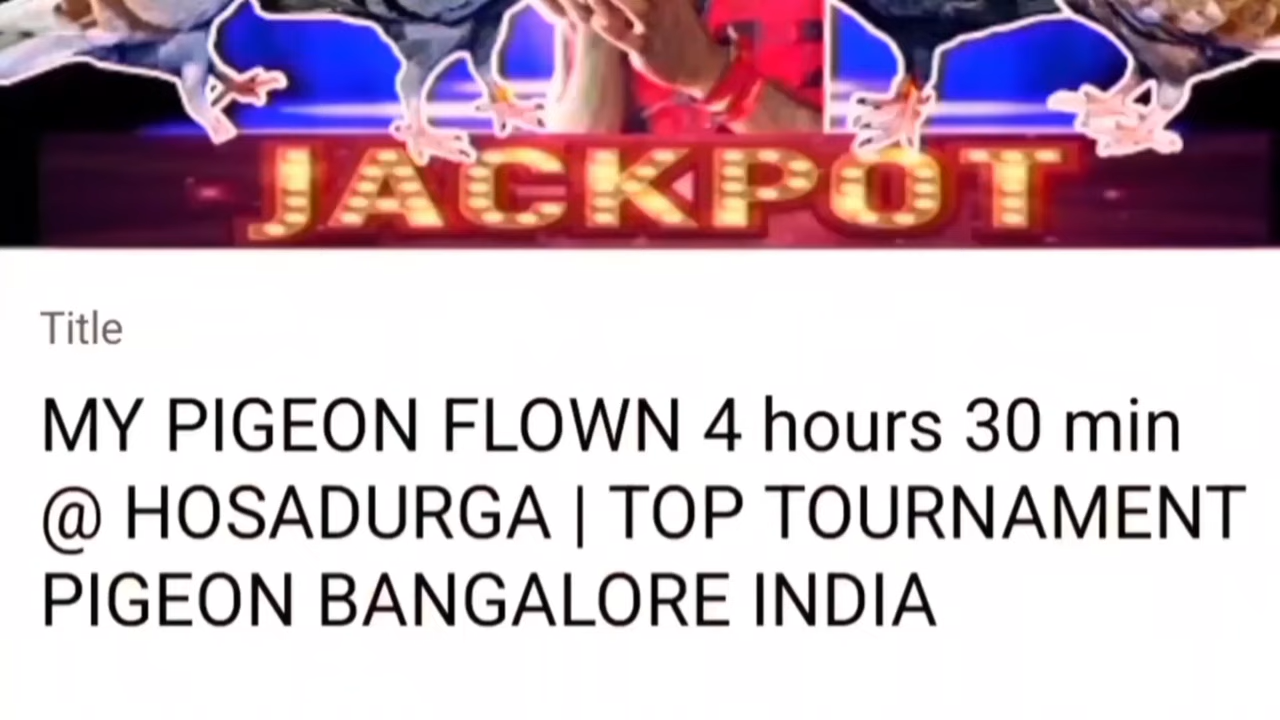 JACKPOT
Title
MY PIGEON FLOWN 4 hours 30 min
@ HOSADURGA | TOP TOURNAMENT
PIGEON BANGALORE INDIA